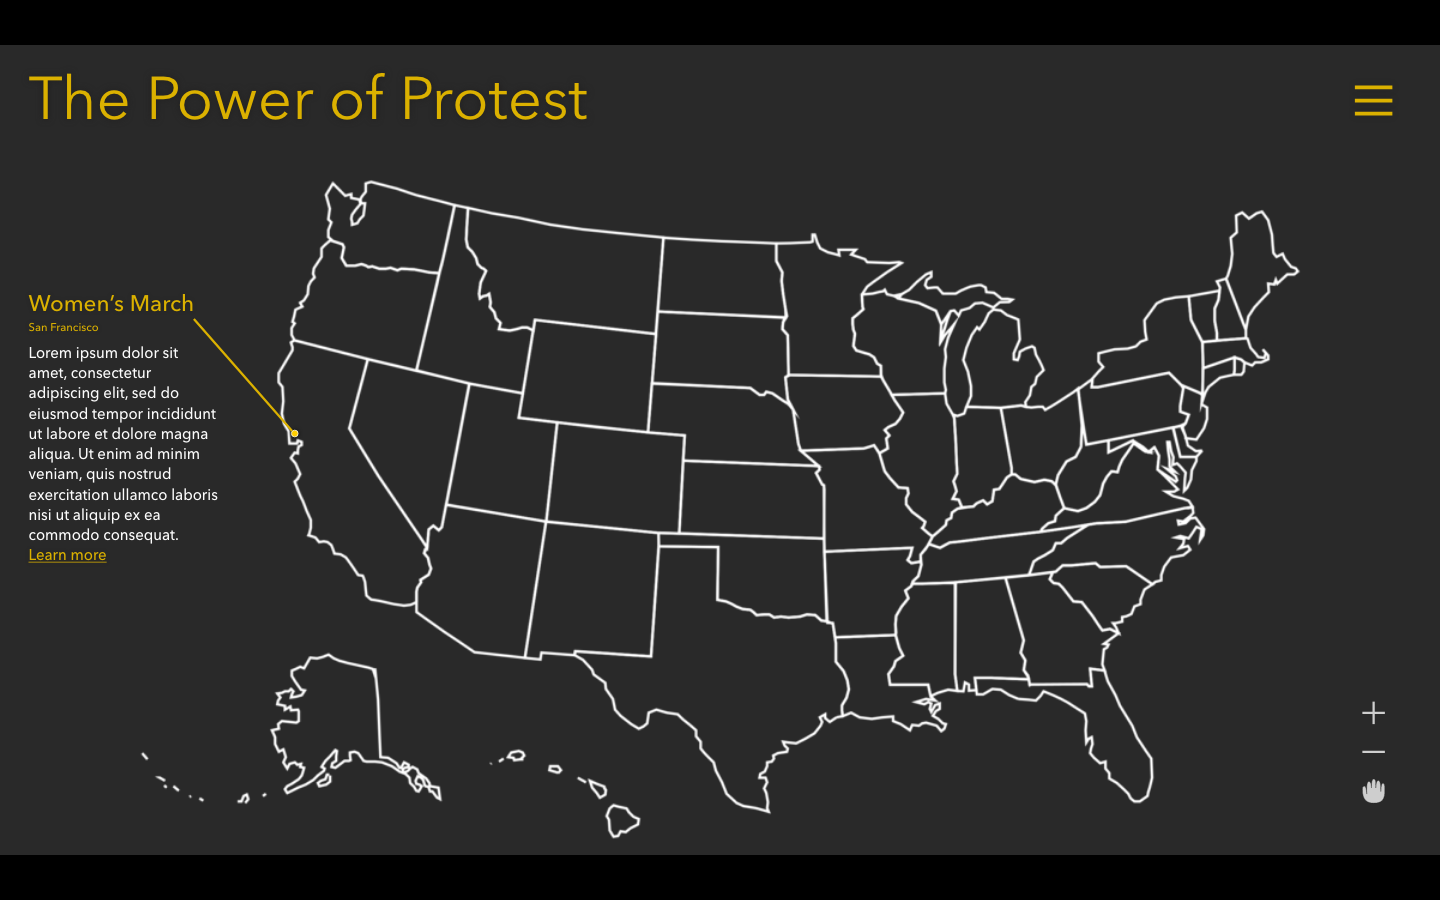 The Power of Protest
Women’s March
San Francisco
Lorem ipsum dolor sit
amet, consectetur
adipiscing elit, sed do
eiusmod tempor incididunt
ut labore et dolore magna
aliqua. Ut enim ad minim
veniam, quis nostrud
exercitation ullamco laboris
nisi ut aliquip ex ea
commodo consequat.
Learn more